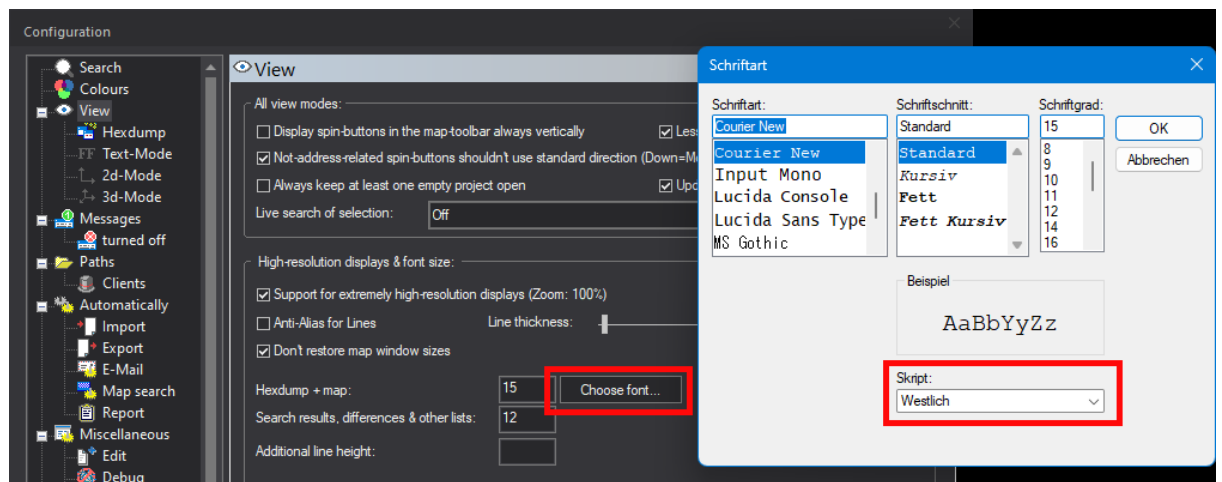 Configuration
Search
Colours
View
Hexdump
FF Text-Mode
2d-Mode
3d-Mode
Messages
turned off
Paths
Clients
Automatically
Import
Export
E-Mail
Map search
Report
Miscellaneous
Edit
Debug
View
All view modes:
Display spin-buttons in the map-toolbar always vertically
Not-address-related spin-buttons shouldn't use standard direction
Always keep at least one empty project open
Live search of selection:
Off
High-resolution displays & font size:
Support for extremely high-resolution displays (Zoom: 100%)
Anti-Alias for Lines
Line thickness:
Don't restore map window sizes
Hexdump + map:
15
Choose font...
Search results, differences & other lists:
12
Additional line height:
Schriftart
Schriftart:
Courier New
Courier New
Input Mono
Lucida Console
Lucida Sans Type
MS Gothic
Schriftschnitt:
Standard
Standard
Kursiv
Fett
Fett Kursiv
Schriftgrad:
15
8
9
10
11
12
14
16
OK
Abbrechen
Beispiel
AaBbYyZz
Skript:
Westlich